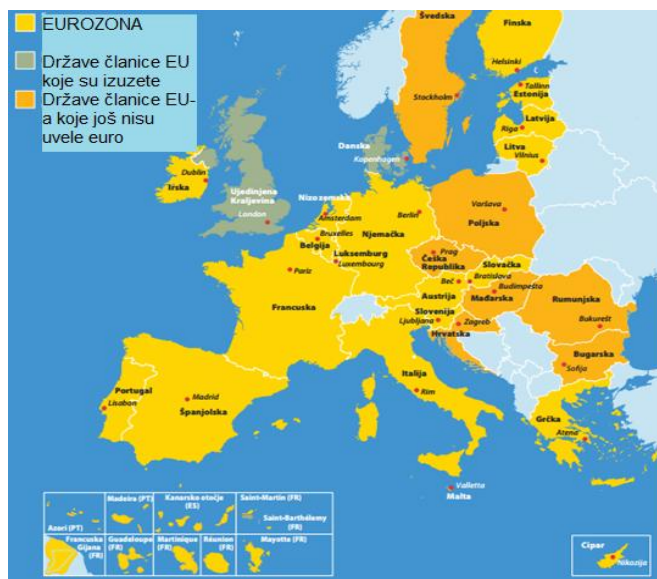 EUROZONA
Države članice EU
koje su izuzete
Države članice EU-
a koje još nisu
uvele euro
Švedska
Finska
Helsinki
Stockholm
Tallinn
Estonija
Latvija
Riga
Litva
Vilnius
Danska
Kopenhagen
Dublin
Irska
Ujedinjena
Kraljevina
London
Nizozemska
Amsterdam
Berlin
Varšava
Poljska
Bruxelles
Belgija
Njemačka
Luksemburg
Luxembourg
Prag
Češka
Republika
Slovačka
Bratislava
Pariz
Beč
Budimpešta
Austrija
Mađarska
Rumunjska
Francuska
Slovenija
Ljubljana
Zagreb
Hrvatska
Bukurešt
Bugarska
Sofija
Italija
Rim
Portugal
Lisabon
Madrid
Španjolska
Grčka
Atena
Valletta
Malta
Azori (PT)
Madeira (PT)
Kanarsko otočje
(ES)
Saint-Martin (FR)
Saint-Barthélemy
(FR)
Francuska
Gijana
(FR)
Guadeloupe
(FR)
Martinique
(FR)
Réunion
(FR)
Mayotte (FR)
Cipar
Nikozija